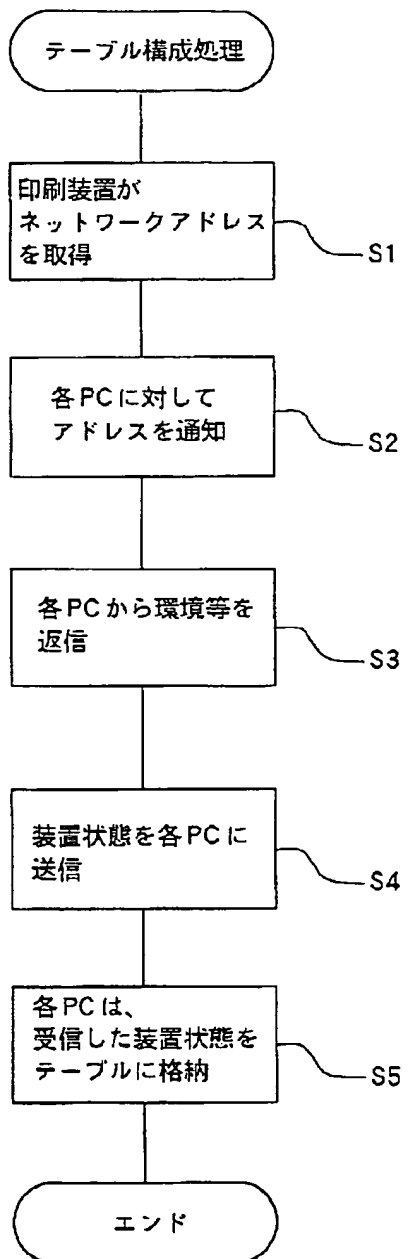 テーブル構成処理
印刷装置が
ネットワークアドレス
を取得
S1
各PCに対して
アドレスを通知
S2
各PCから環境等を
返信
S3
装置状態を各PCに
送信
S4
各PCは、
受信した装置状態を
テーブルに格納
S5
エンド